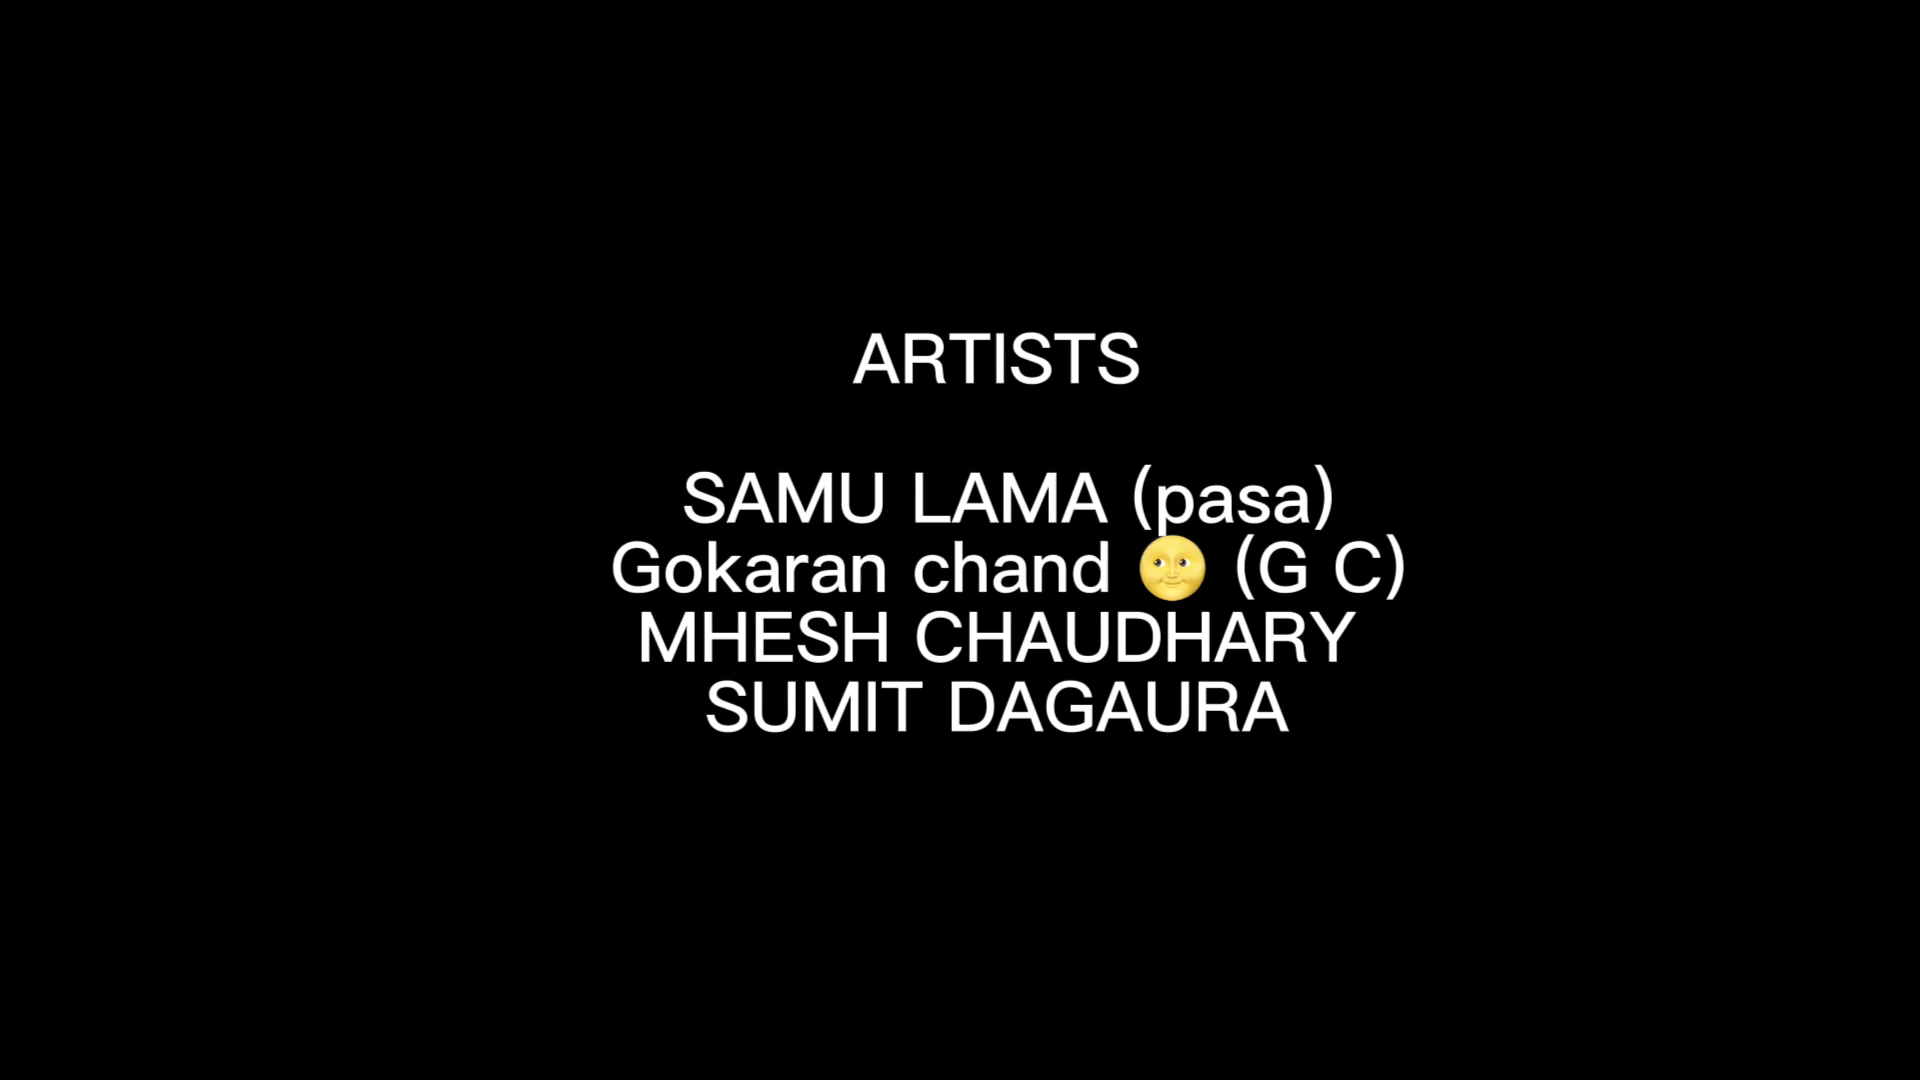 ARTISTS
SAMU LAMA (pasa)
Gokaran chand 🌝 (G C)
MHESH CHAUDHARY
SUMIT DAGAURA